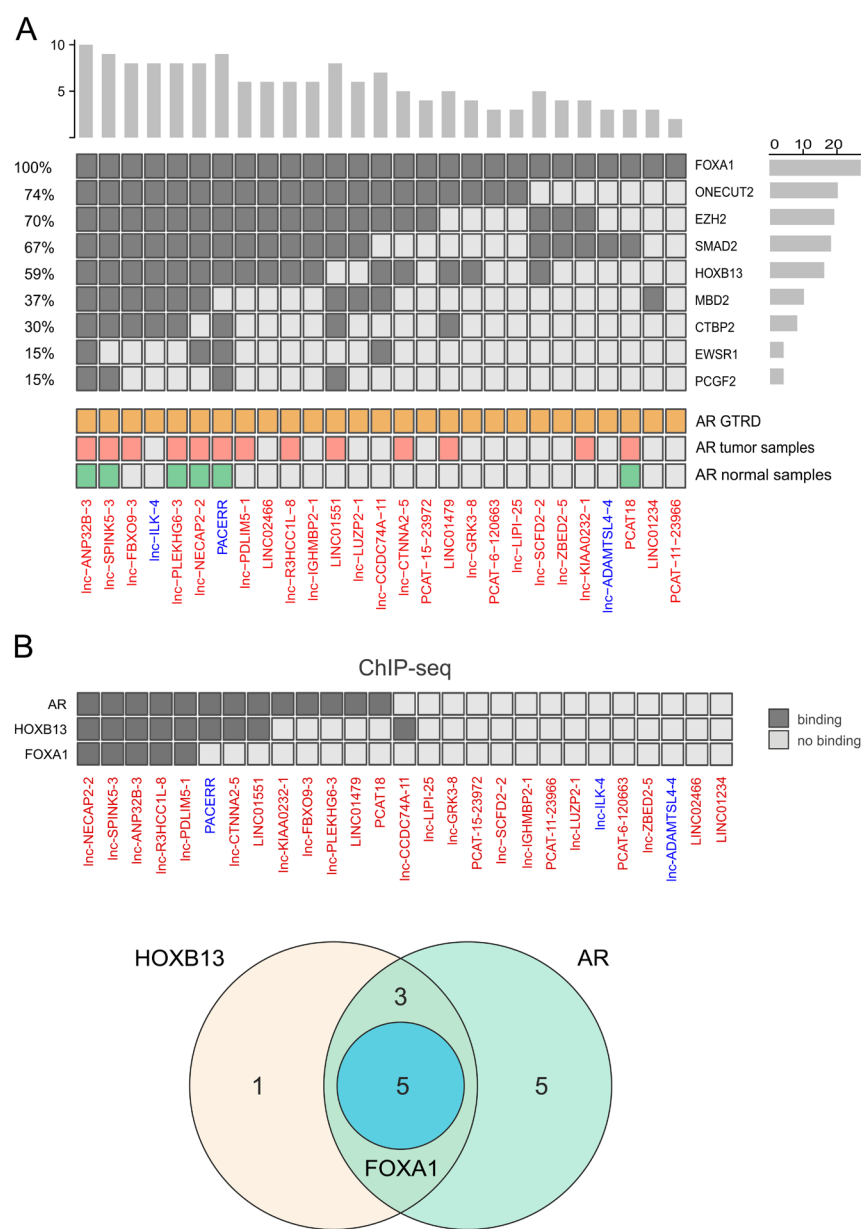 A
10
5
0 10 20
100% FOXA1
74% ONECUT2
70% EZH2
67% SMAD2
59% HOXB13
37% MBD2
30% CTBP2
15% EWSR1
15% PCGF2
AR GTRD
AR tumor samples
AR normal samples
lnc−ANP32B−3
lnc−SPINK5−3
lnc−FBXO9−3
lnc−ILK−4
lnc−PLEKHG6−3
lnc−NECAP2−2
PACERR
lnc−PDLIM5−1
LINC02466
lnc−R3HCC1L−8
lnc−IGHMBP2−1
LINC01551
lnc−LUZP2−1
lnc−CCDC74A−11
lnc−CTNNA2−5
PCAT−15−23972
LINC01479
lnc−GRK3−8
PCAT−6−120663
lnc−LIPI−25
lnc−SCFD2−2
lnc−ZBED2−5
lnc−KIAA0232−1
lnc−ADAMTSL4−4
PCAT18
LINC01234
PCAT−11−23966
B
ChIP-seq
AR
HOXB13
FOXA1
binding
no binding
lnc-NECAP2-2
lnc-SPINK5-3
lnc-ANP32B-3
lnc-R3HCC1L-8
lnc-PDLIM5-1
PACERR
lnc-CTNNA2-5
LINC01551
lnc-KIAA0232-1
lnc-FBXO9-3
lnc-PLEKHG6-3
LINC01479
PCAT18
lnc-CCDC74A-11
lnc-LIPI-25
lnc-GRK3-8
PCAT-15-23972
lnc-SCFD2-2
lnc-IGHMBP2-1
PCAT-11-23966
lnc-LUZP2-1
lnc-ILK-4
PCAT-6-120663
lnc-ZBED2-5
lnc-ADAMTSL4-4
LINC02466
LINC01234
HOXB13 AR
3
1 5 5
FOXA1